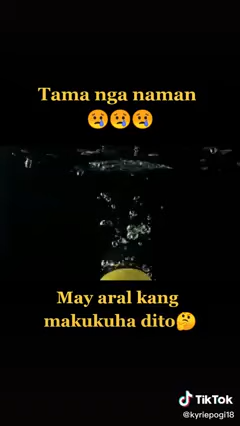 Tama nga naman
😢😢😢
May aral kang
makukuha dito🤔
TikTok
@kyriepogi18